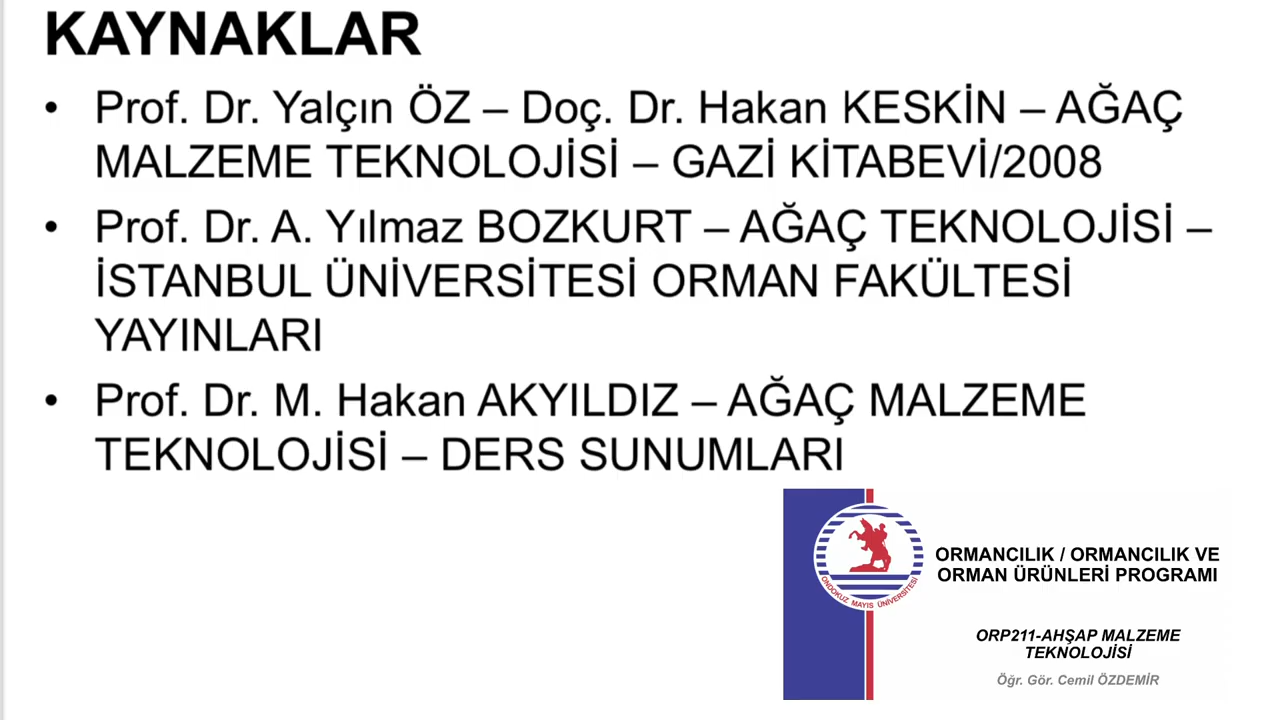 KAYNAKLAR
• Prof. Dr. Yalçın ÖZ – Doç. Dr. Hakan KESKİN – AĞAÇ
MALZEME TEKNOLOJİSİ – GAZİ KİTABEVİ/2008
• Prof. Dr. A. Yılmaz BOZKURT – AĞAÇ TEKNOLOJİSİ –
İSTANBUL ÜNİVERSİTESİ ORMAN FAKÜLTESİ
YAYINLARI
• Prof. Dr. M. Hakan AKYILDIZ – AĞAÇ MALZEME
TEKNOLOJİSİ – DERS SUNUMLARI
ONDOKUZ MAYIS ÜNİVERSİTESİ
ORMANCILIK / ORMANCILIK VE
ORMAN ÜRÜNLERİ PROGRAMI
ORP211-AHŞAP MALZEME
TEKNOLOJİSİ
Öğr. Gör. Cemil ÖZDEMİR